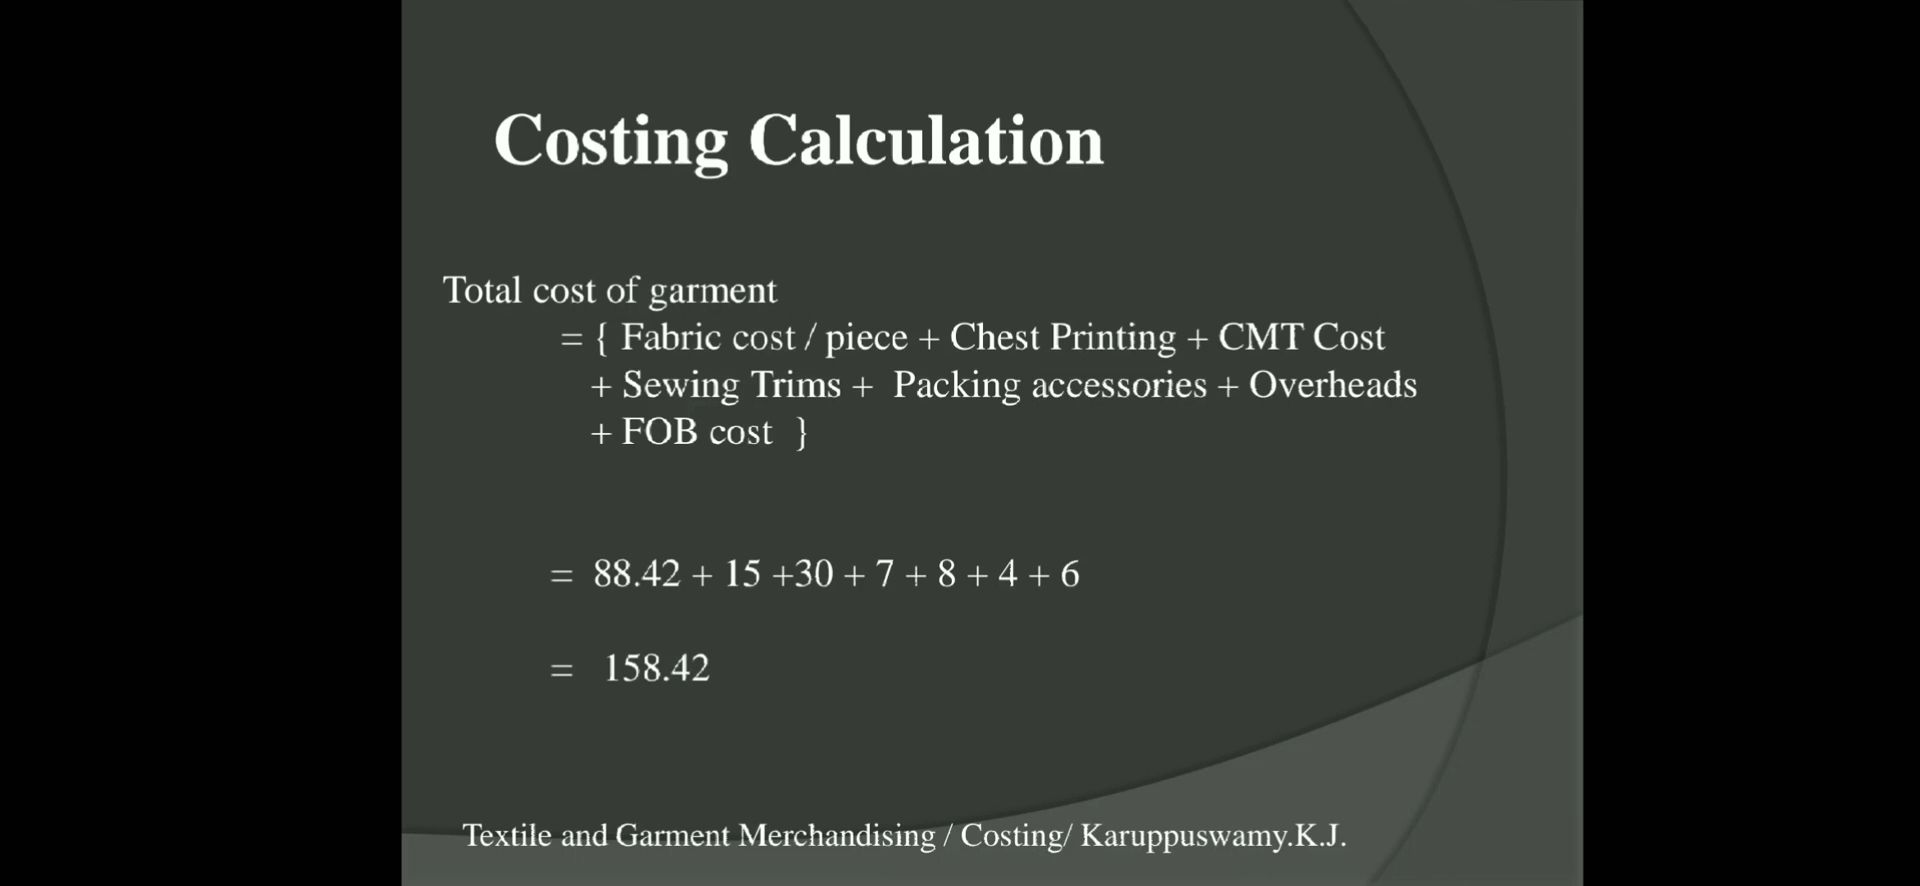 Costing Calculation
Total cost of garment
= { Fabric cost / piece + Chest Printing + CMT Cost
+ Sewing Trims + Packing accessories + Overheads
+ FOB cost }
= 88.42 + 15 +30 + 7 + 8 + 4 + 6
= 158.42
Textile and Garment Merchandising / Costing/ Karuppuswamy.K.J.